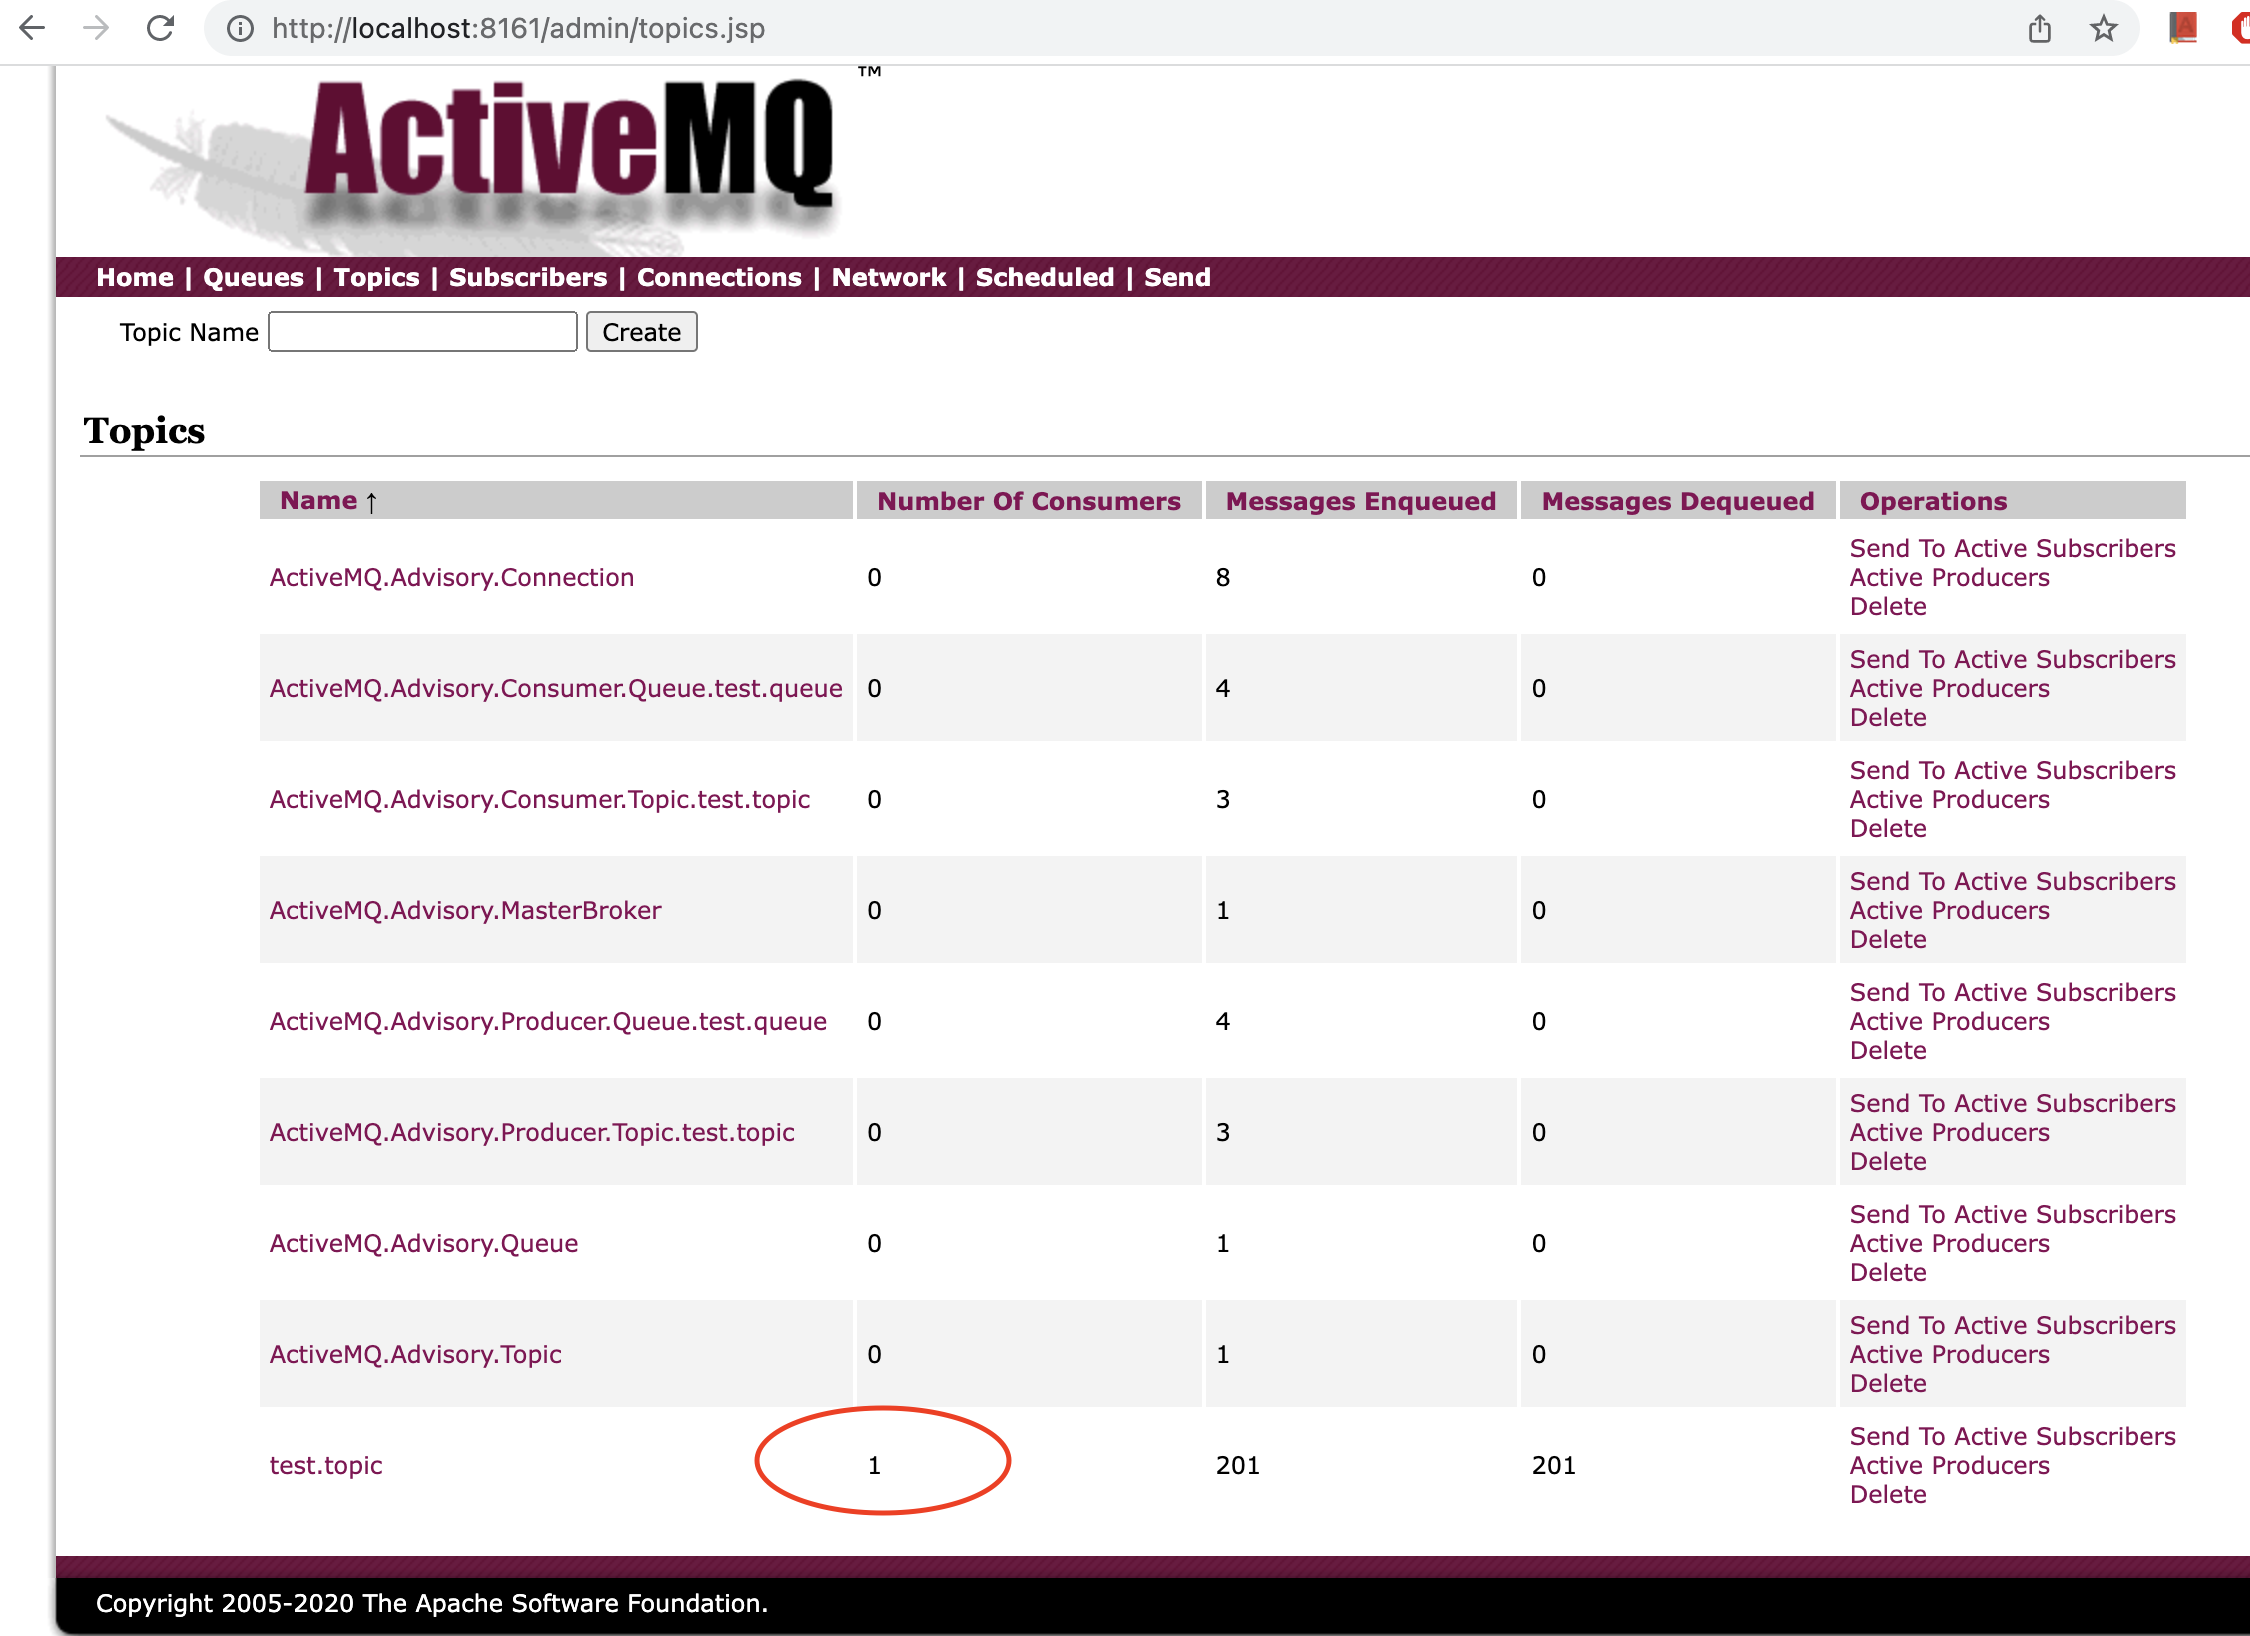 http://localhost:8161/admin/topics.jsp
ActiveMQ™
Home | Queues | Topics | Subscribers | Connections | Network | Scheduled | Send
Topic Name Create
Topics
Name ↑ Number Of Consumers Messages Enqueued Messages Dequeued Operations
Send To Active Subscribers
ActiveMQ.Advisory.Connection 0 8 0 Active Producers
Delete
Send To Active Subscribers
ActiveMQ.Advisory.Consumer.Queue.test.queue 0 4 0 Active Producers
Delete
Send To Active Subscribers
ActiveMQ.Advisory.Consumer.Topic.test.topic 0 3 0 Active Producers
Delete
Send To Active Subscribers
ActiveMQ.Advisory.MasterBroker 0 1 0 Active Producers
Delete
Send To Active Subscribers
ActiveMQ.Advisory.Producer.Queue.test.queue 0 4 0 Active Producers
Delete
Send To Active Subscribers
ActiveMQ.Advisory.Producer.Topic.test.topic 0 3 0 Active Producers
Delete
Send To Active Subscribers
ActiveMQ.Advisory.Queue 0 1 0 Active Producers
Delete
Send To Active Subscribers
ActiveMQ.Advisory.Topic 0 1 0 Active Producers
Delete
Send To Active Subscribers
test.topic 1 201 201 Active Producers
Delete
Copyright 2005-2020 The Apache Software Foundation.